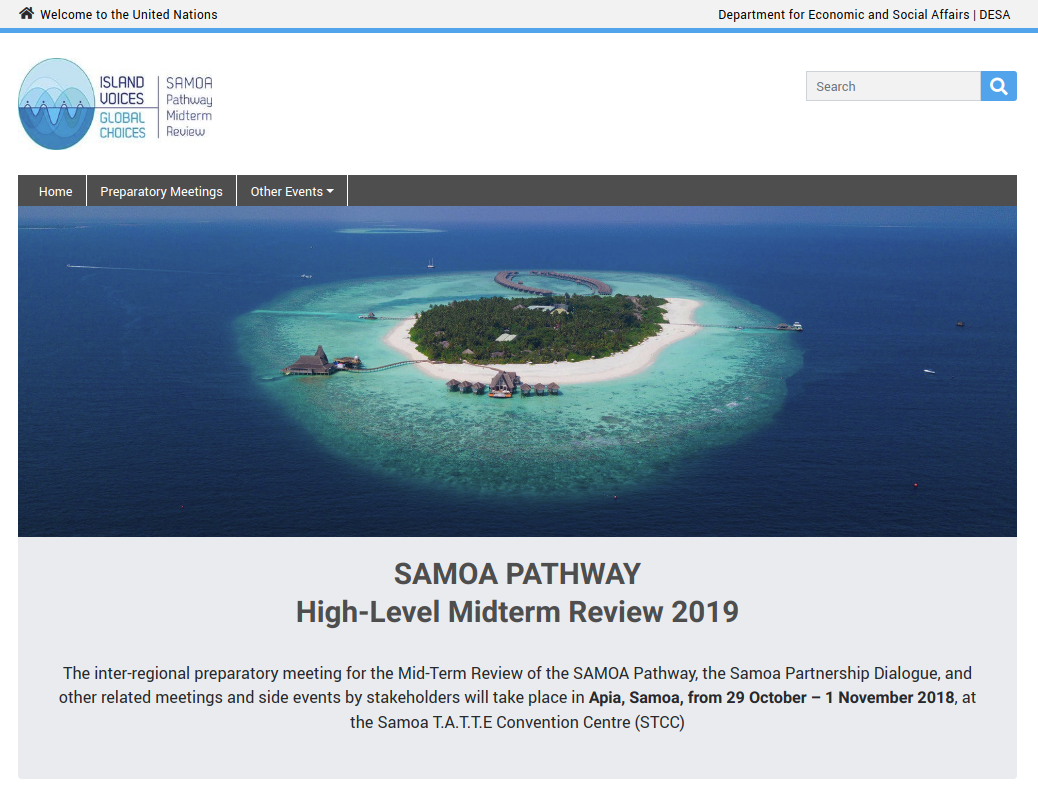 Welcome to the United Nations
Department for Economic and Social Affairs | DESA
ISLAND
VOICES
GLOBAL
CHOICES
SAMOA
Pathway
Midterm
Review
Search
Home
Preparatory Meetings
Other Events
SAMOA PATHWAY
High-Level Midterm Review 2019
The inter-regional preparatory meeting for the Mid-Term Review of the SAMOA Pathway, the Samoa Partnership Dialogue, and
other related meetings and side events by stakeholders will take place in Apia, Samoa, from 29 October – 1 November 2018, at
the Samoa T.A.T.T.E Convention Centre (STCC)